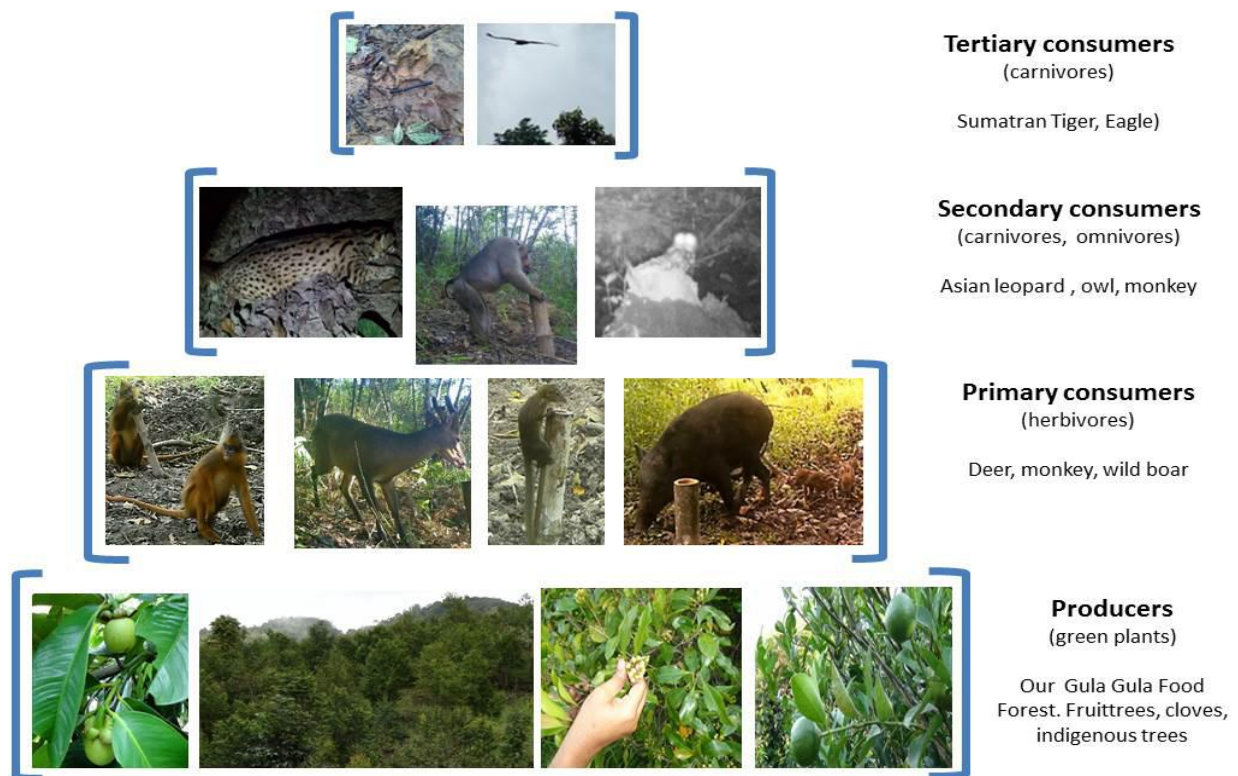 Tertiary consumers
(carnivores)
Sumatran Tiger, Eagle)
Secondary consumers
(carnivores, omnivores)
Asian leopard , owl, monkey
Primary consumers
(herbivores)
Deer, monkey, wild boar
Producers
(green plants)
Our Gula Gula Food
Forest. Fruittrees, cloves,
indigenous trees